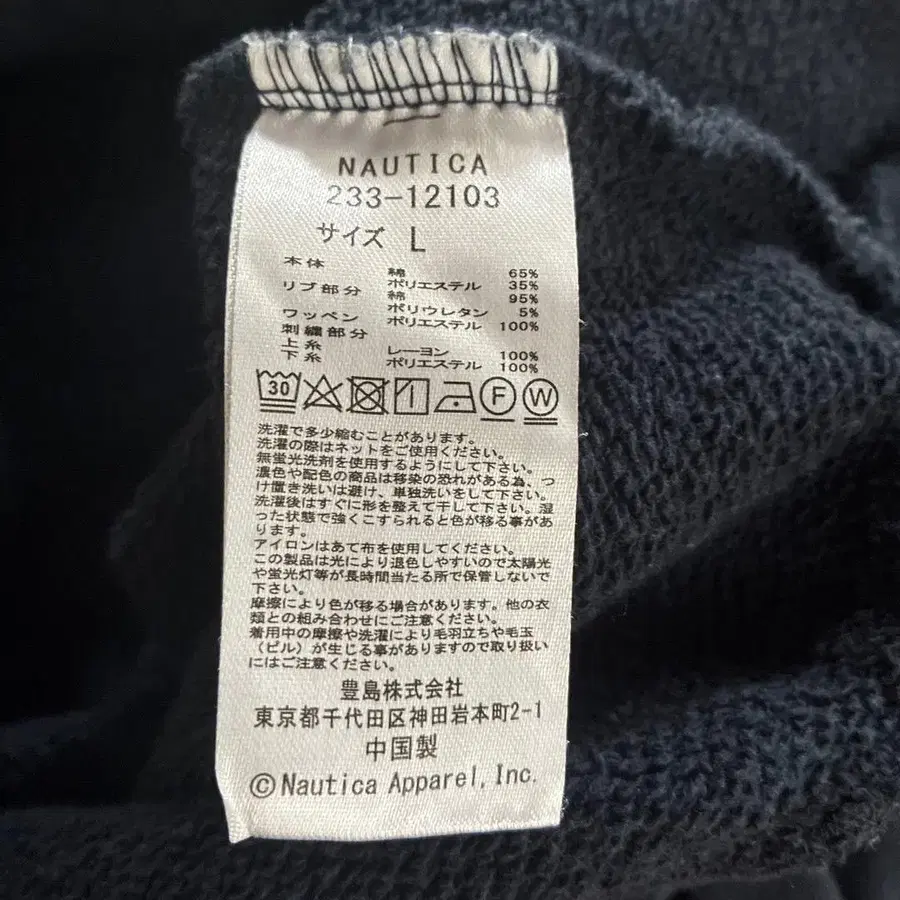 NAUTICA
233-12103
サイズ L
本体 綿 65%
ポリエステル 35%
リブ部分 綿 95%
ポリウレタン 5%
ワッペン ポリエステル 100%
刺繍部分
上糸 レーヨン 100%
下糸 ポリエステル 100%
30 F W
洗濯で多少縮むことがあります。
洗濯の際はネットをご使用ください。
無蛍光洗剤を使用するようにして下さい。
濃色や配色の商品は移染の恐れがある為、つ
け置き洗いは避け、単独洗いをして下さい。
洗濯後はすぐに形を整えて干して下さい。湿
った状態で強くこすられると色が移る事があ
ります。
アイロンはあて布を使用してください。
この製品は光により退色しやすいので太陽光
や蛍光灯等が長時間当たる所で保管しないで
下さい。
摩擦により色が移る場合があります。他の衣
類との組み合わせにご注意ください。
着用中の摩擦や洗濯により毛羽立ちや毛玉
（ピル）が生じる事がありますので取り扱い
にはご注意ください。
豊島株式会社
東京都千代田区神田岩本町2-1
中国製
©Nautica Apparel, Inc.